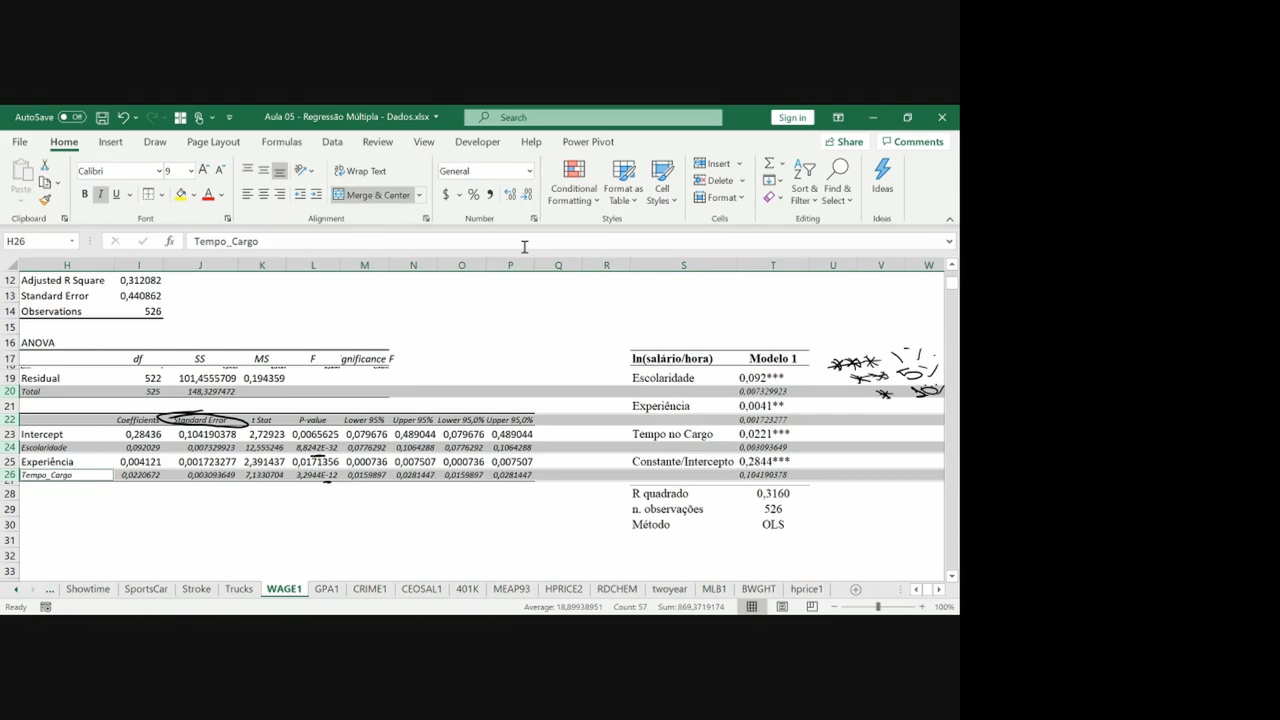 AutoSave Off Aula 05 - Regressão Múltipla - Dados.xlsx Search Sign in
File Home Insert Draw Page Layout Formulas Data Review View Developer Help Power Pivot Share Comments
Calibri 9 A A Wrap Text General Insert
Paste B I U A Merge & Center $ % Conditional Formatting Format as Table Cell Styles Delete Sort & Filter Find & Select Ideas
Format
Clipboard Font Alignment Number Styles Cells Editing Ideas
H26 fx Tempo_Cargo
H I J K L M N O P Q R S T U V W
12 Adjusted R Square 0,312082
13 Standard Error 0,440862
14 Observations 526
15
16 ANOVA
17 df SS MS F ignificance F ln(salário/hora) Modelo 1 *** 1%
19 Residual 522 101,4555709 0,194359 Escolaridade 0,092*** ** 5%
20 Total 525 148,3297472 0,007329923 * 10%
21 Experiência 0,0041**
22 Coefficients Standard Error t Stat P-value Lower 95% Upper 95% Lower 95,0% Upper 95,0% 0,001723277
23 Intercept 0,28436 0,104190378 2,72923 0,0065625 0,079676 0,489044 0,079676 0,489044 Tempo no Cargo 0,0221***
24 Escolaridade 0,092029 0,007329923 12,555246 8,8242E-32 0,0776292 0,1064288 0,0776292 0,1064288 0,003093649
25 Experiência 0,004121 0,001723277 2,391437 0,0171356 0,000736 0,007507 0,000736 0,007507 Constante/Intercepto 0,2844***
26 Tempo_Cargo 0,0220672 0,003093649 7,1330704 3,2944E-12 0,0159897 0,0281447 0,0159897 0,0281447 0,104190378
28 R quadrado 0,3160
29 n. observações 526
30 Método OLS
31
32
33
... Showtime SportsCar Stroke Trucks WAGE1 GPA1 CRIME1 CEOSAL1 401K MEAP93 HPRICE2 RDCHEM twoyear MLB1 BWGHT hprice1
Ready Average: 18,89938951 Count: 57 Sum: 869,3719174 100%